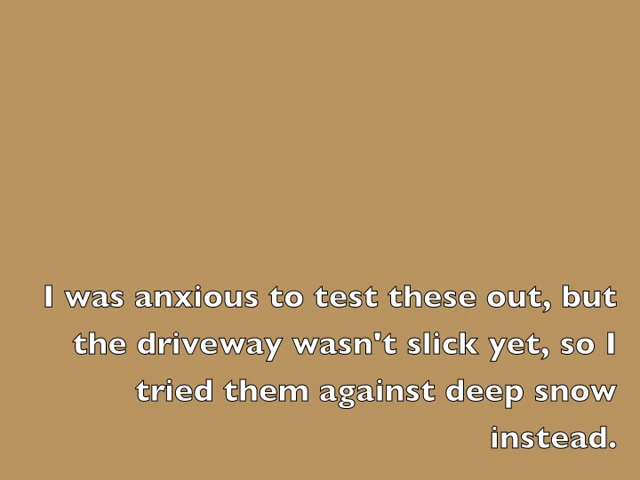 I was anxious to test these out, but
the driveway wasn't slick yet, so I
tried them against deep snow
instead.